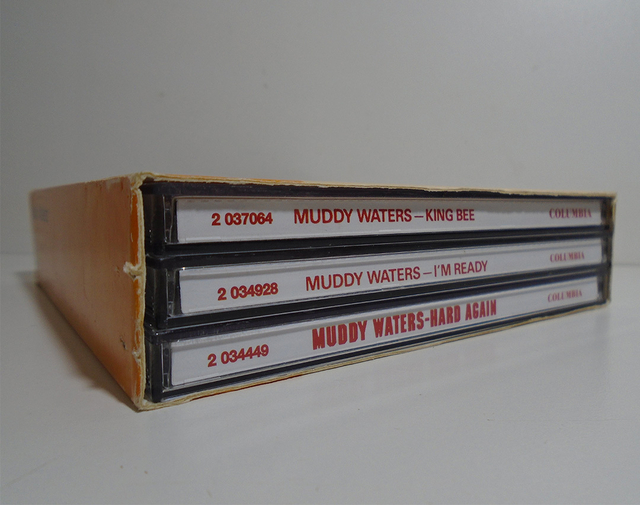 2 037064 MUDDY WATERS – KING BEE COLUMBIA
2 034928 MUDDY WATERS – I'M READY COLUMBIA
2 034449 MUDDY WATERS-HARD AGAIN COLUMBIA